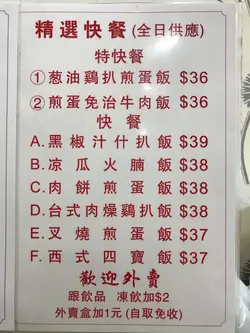 精選快餐(全日供應)
特快餐
①葱油鷄扒煎蛋飯 $36
②煎蛋免治牛肉飯 $36
快餐
A.黑椒汁什扒飯 $39
B.凉瓜火腩飯 $38
C.肉餅煎蛋飯 $38
D.台式肉燥鷄扒飯 $38
E.叉燒煎蛋飯 $37
F.西式四寶飯 $37
歡迎外賣
跟飲品 凍飲加$2
外賣盒加1元(自取免收)